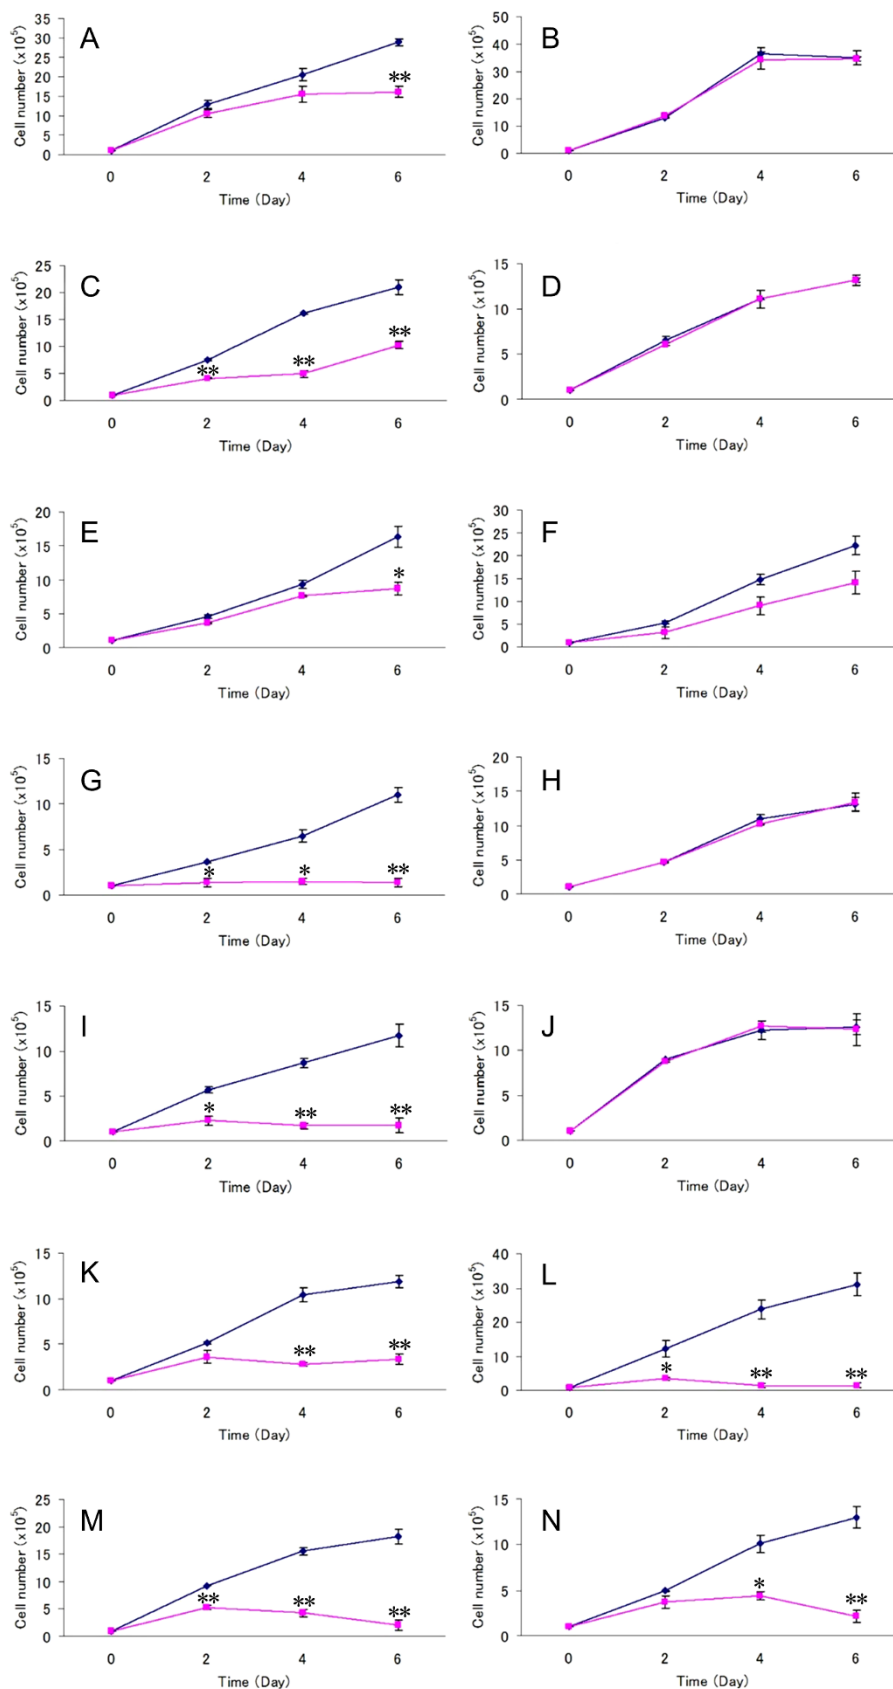 A
Cell number (x10⁵)
35
30
25
20
15
10
5
0
**
0 2 4 6
Time (Day)
B
Cell number (x10⁵)
50
40
30
20
10
0
0 2 4 6
Time (Day)
C
Cell number (x10⁵)
25
20
15
10
5
0
** ** **
0 2 4 6
Time (Day)
D
Cell number (x10⁵)
15
10
5
0
0 2 4 6
Time (Day)
E
Cell number (x10⁵)
20
15
10
5
0
*
0 2 4 6
Time (Day)
F
Cell number (x10⁵)
30
25
20
15
10
5
0
0 2 4 6
Time (Day)
G
Cell number (x10⁵)
15
10
5
0
* * **
0 2 4 6
Time (Day)
H
Cell number (x10⁵)
20
15
10
5
0
0 2 4 6
Time (Day)
I
Cell number (x10⁵)
15
10
5
0
* ** **
0 2 4 6
Time (Day)
J
Cell number (x10⁵)
15
10
5
0
0 2 4 6
Time (Day)
K
Cell number (x10⁵)
15
10
5
0
** **
0 2 4 6
Time (Day)
L
Cell number (x10⁵)
40
30
20
10
0
* ** **
0 2 4 6
Time (Day)
M
Cell number (x10⁵)
25
20
15
10
5
0
** ** **
0 2 4 6
Time (Day)
N
Cell number (x10⁵)
15
10
5
0
* **
0 2 4 6
Time (Day)